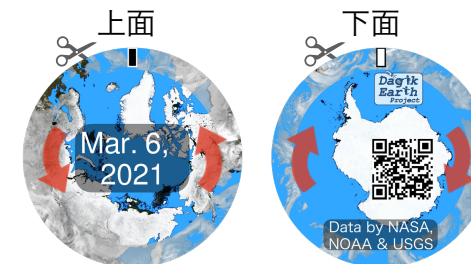 上面
下面
Mar. 6,
2021
Dagik
Earth
Project
Data by NASA,
NOAA & USGS